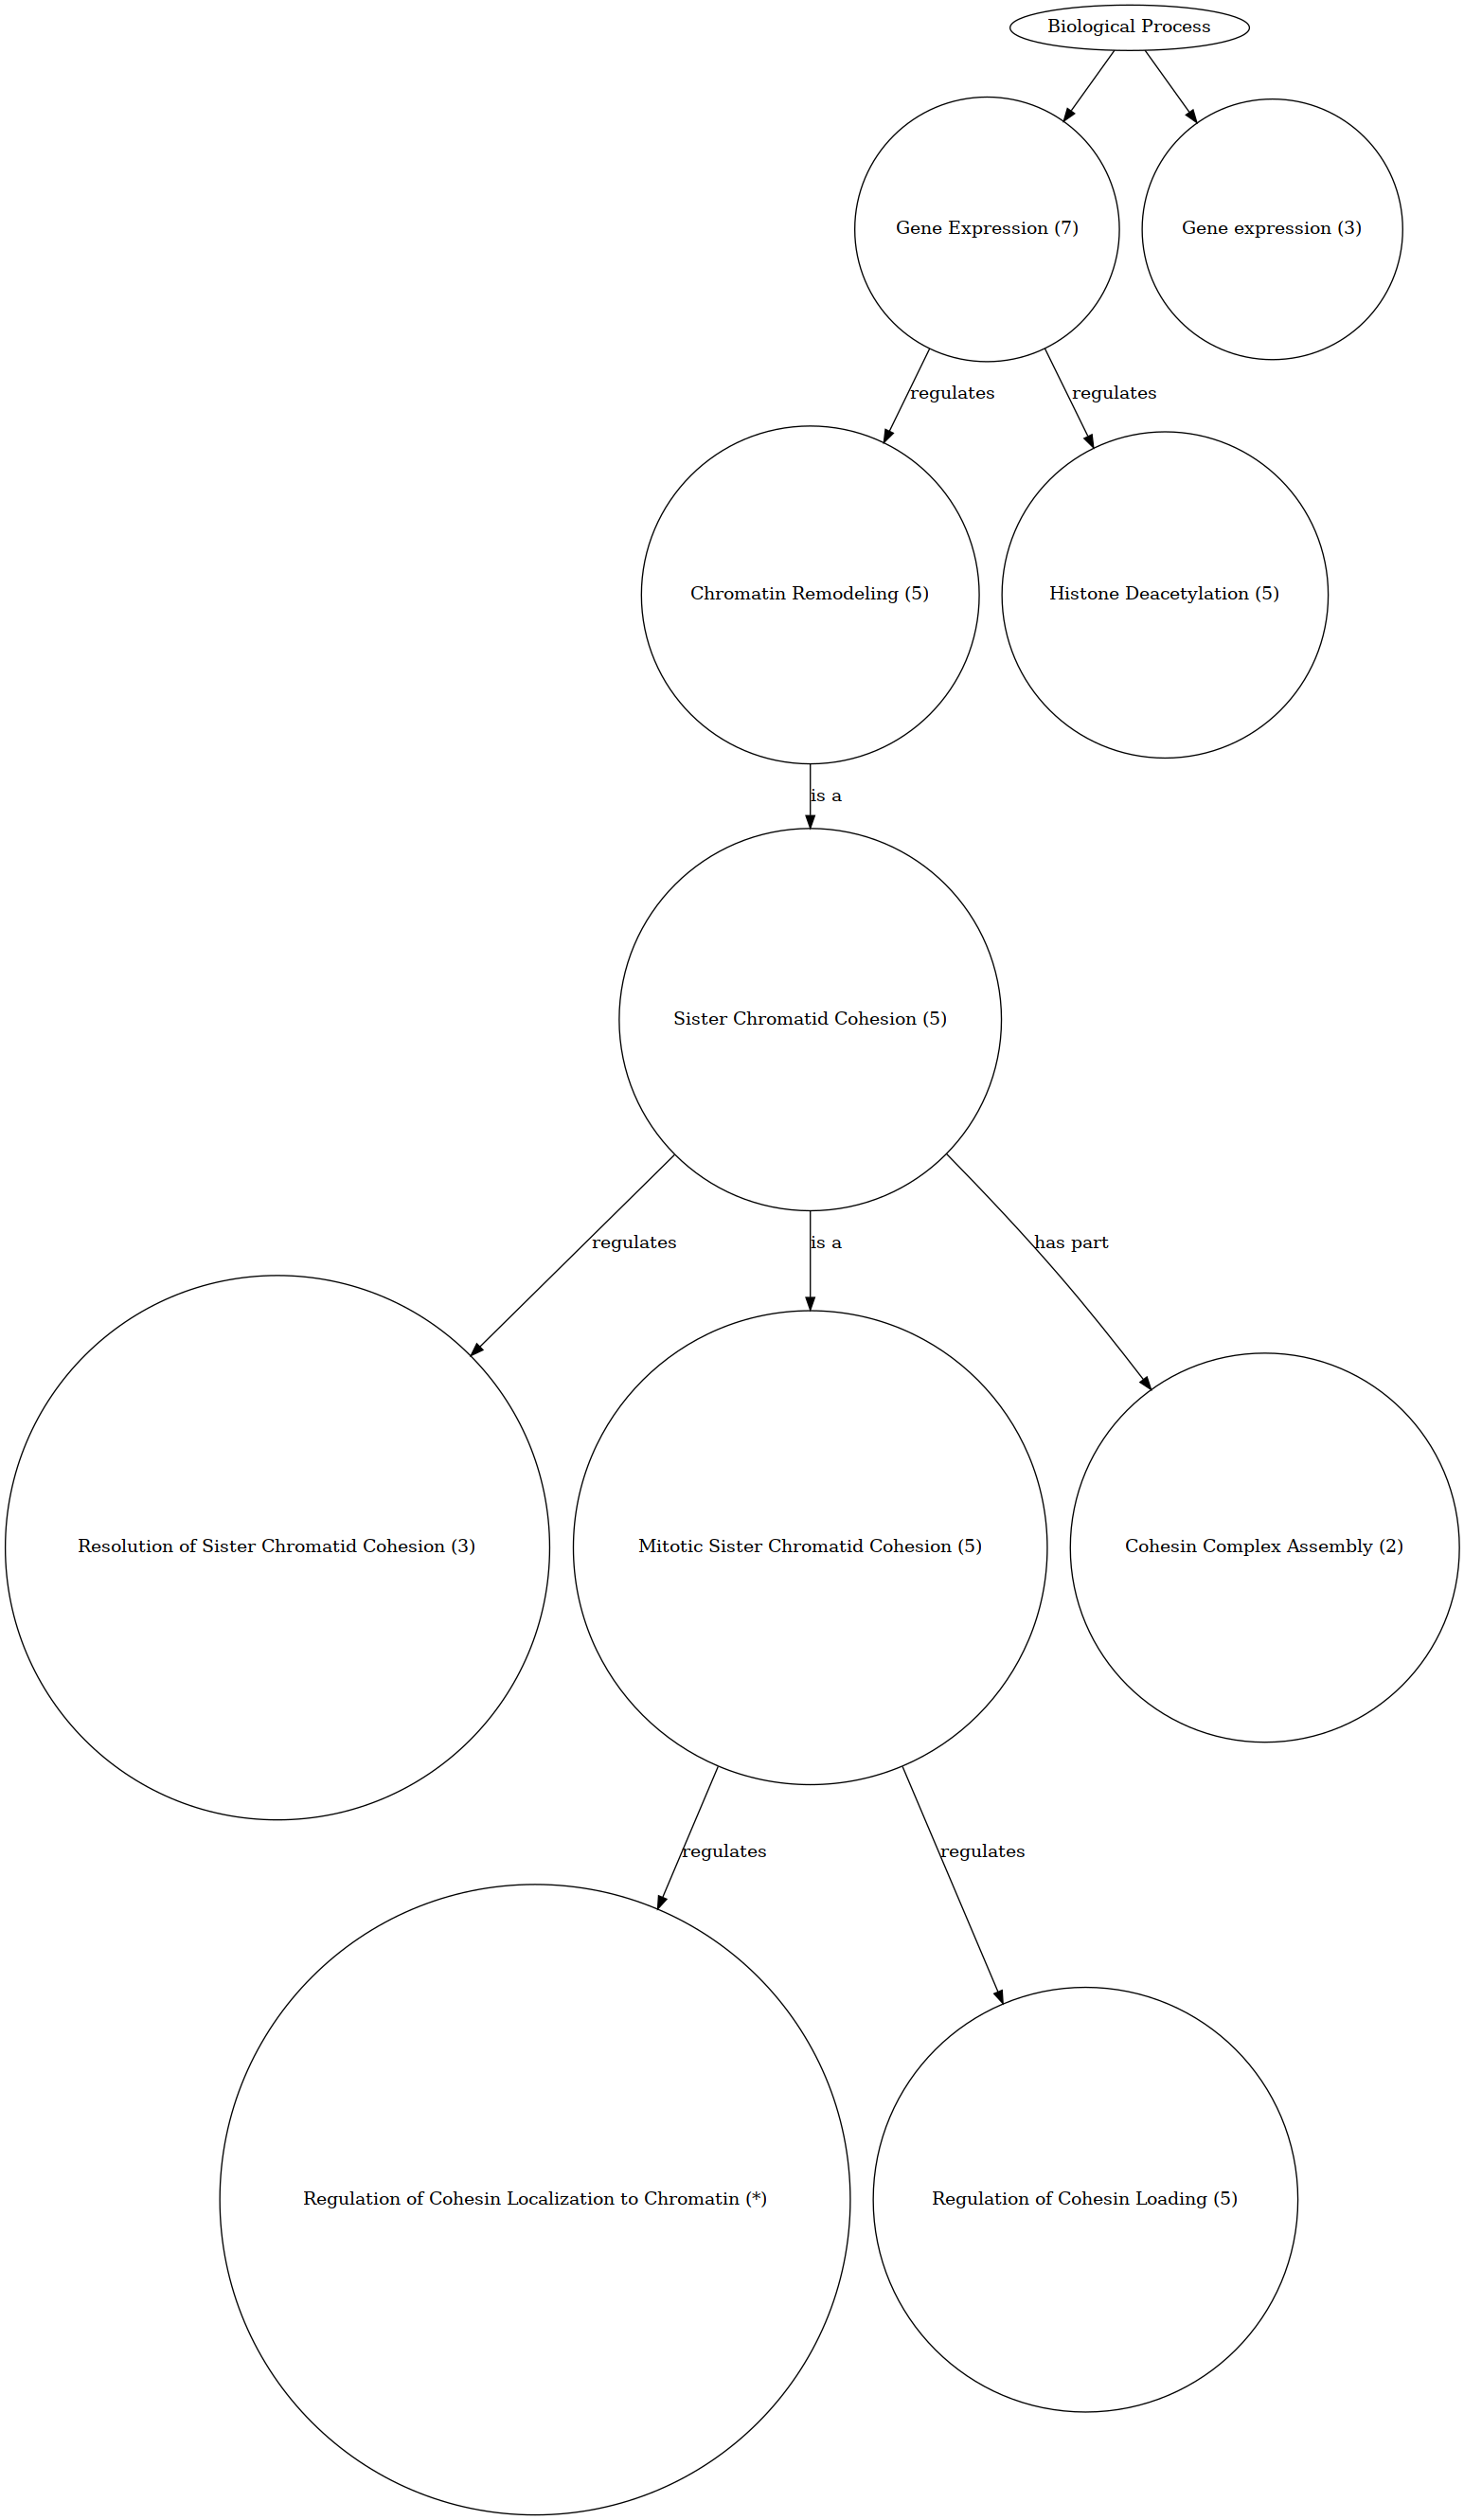 Biological Process
Gene Expression (7)
Gene expression (3)
regulates
regulates
Chromatin Remodeling (5)
Histone Deacetylation (5)
is a
Sister Chromatid Cohesion (5)
regulates
is a
has part
Resolution of Sister Chromatid Cohesion (3)
Mitotic Sister Chromatid Cohesion (5)
Cohesin Complex Assembly (2)
regulates
regulates
Regulation of Cohesin Localization to Chromatin (*)
Regulation of Cohesin Loading (5)